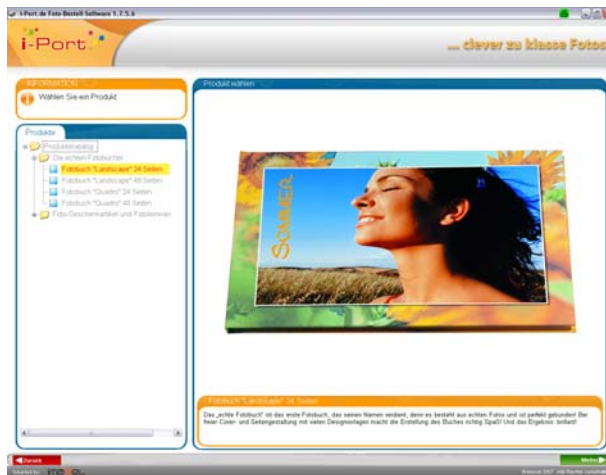 i-Port.de Foto-Bestell-Software 1.7.5.6
i-Port
... clever zu klasse Fotos
INFORMATION
Wählen Sie ein Produkt
Produkt wählen
Produkte
Produktkatalog
Die echten Fotobücher
Fotobuch "Landscape" 24 Seiten
Fotobuch "Landscape" 48 Seiten
Fotobuch "Quadro" 24 Seiten
Fotobuch "Quadro" 48 Seiten
Foto-Geschenkartikel und Fotoleinwan
SOMMER
Fotobuch "Landscape" 24 Seiten
Das „echte Fotobuch" ist das erste Fotobuch, das seinen Namen verdient, denn es besteht aus echten Fotos und ist perfekt gebunden! Bei
freier Cover- und Seitengestaltung mit vielen Designvorlagen macht die Erstellung des Buches richtig Spaß! Und das Ergebnis: brillant!
Zurück
Weiter